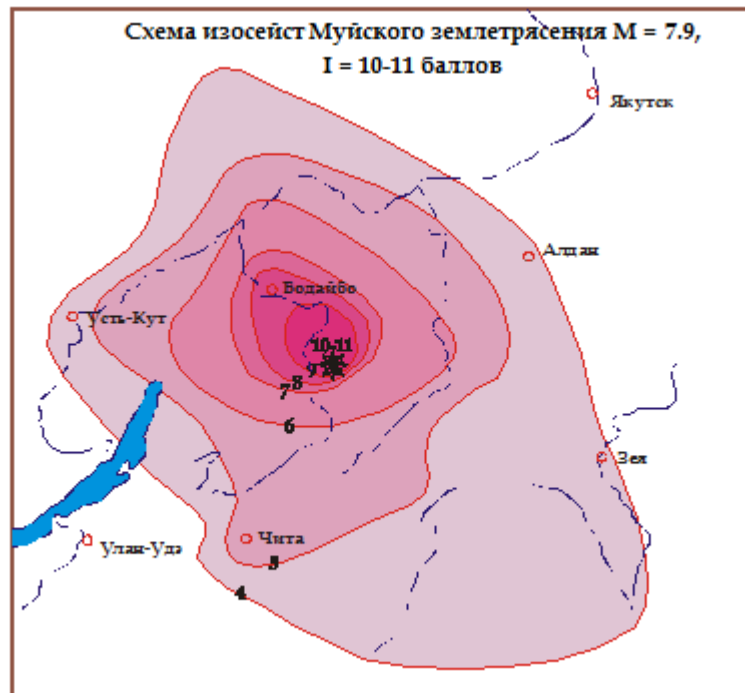 Схема изосейст Муйского землетрясения M = 7.9,
I = 10-11 баллов
Якутск
Алдан
Бодайбо
Усть-Кут
10-11
9
8
7
6
Зея
Чита
Улан-Удэ
5
4